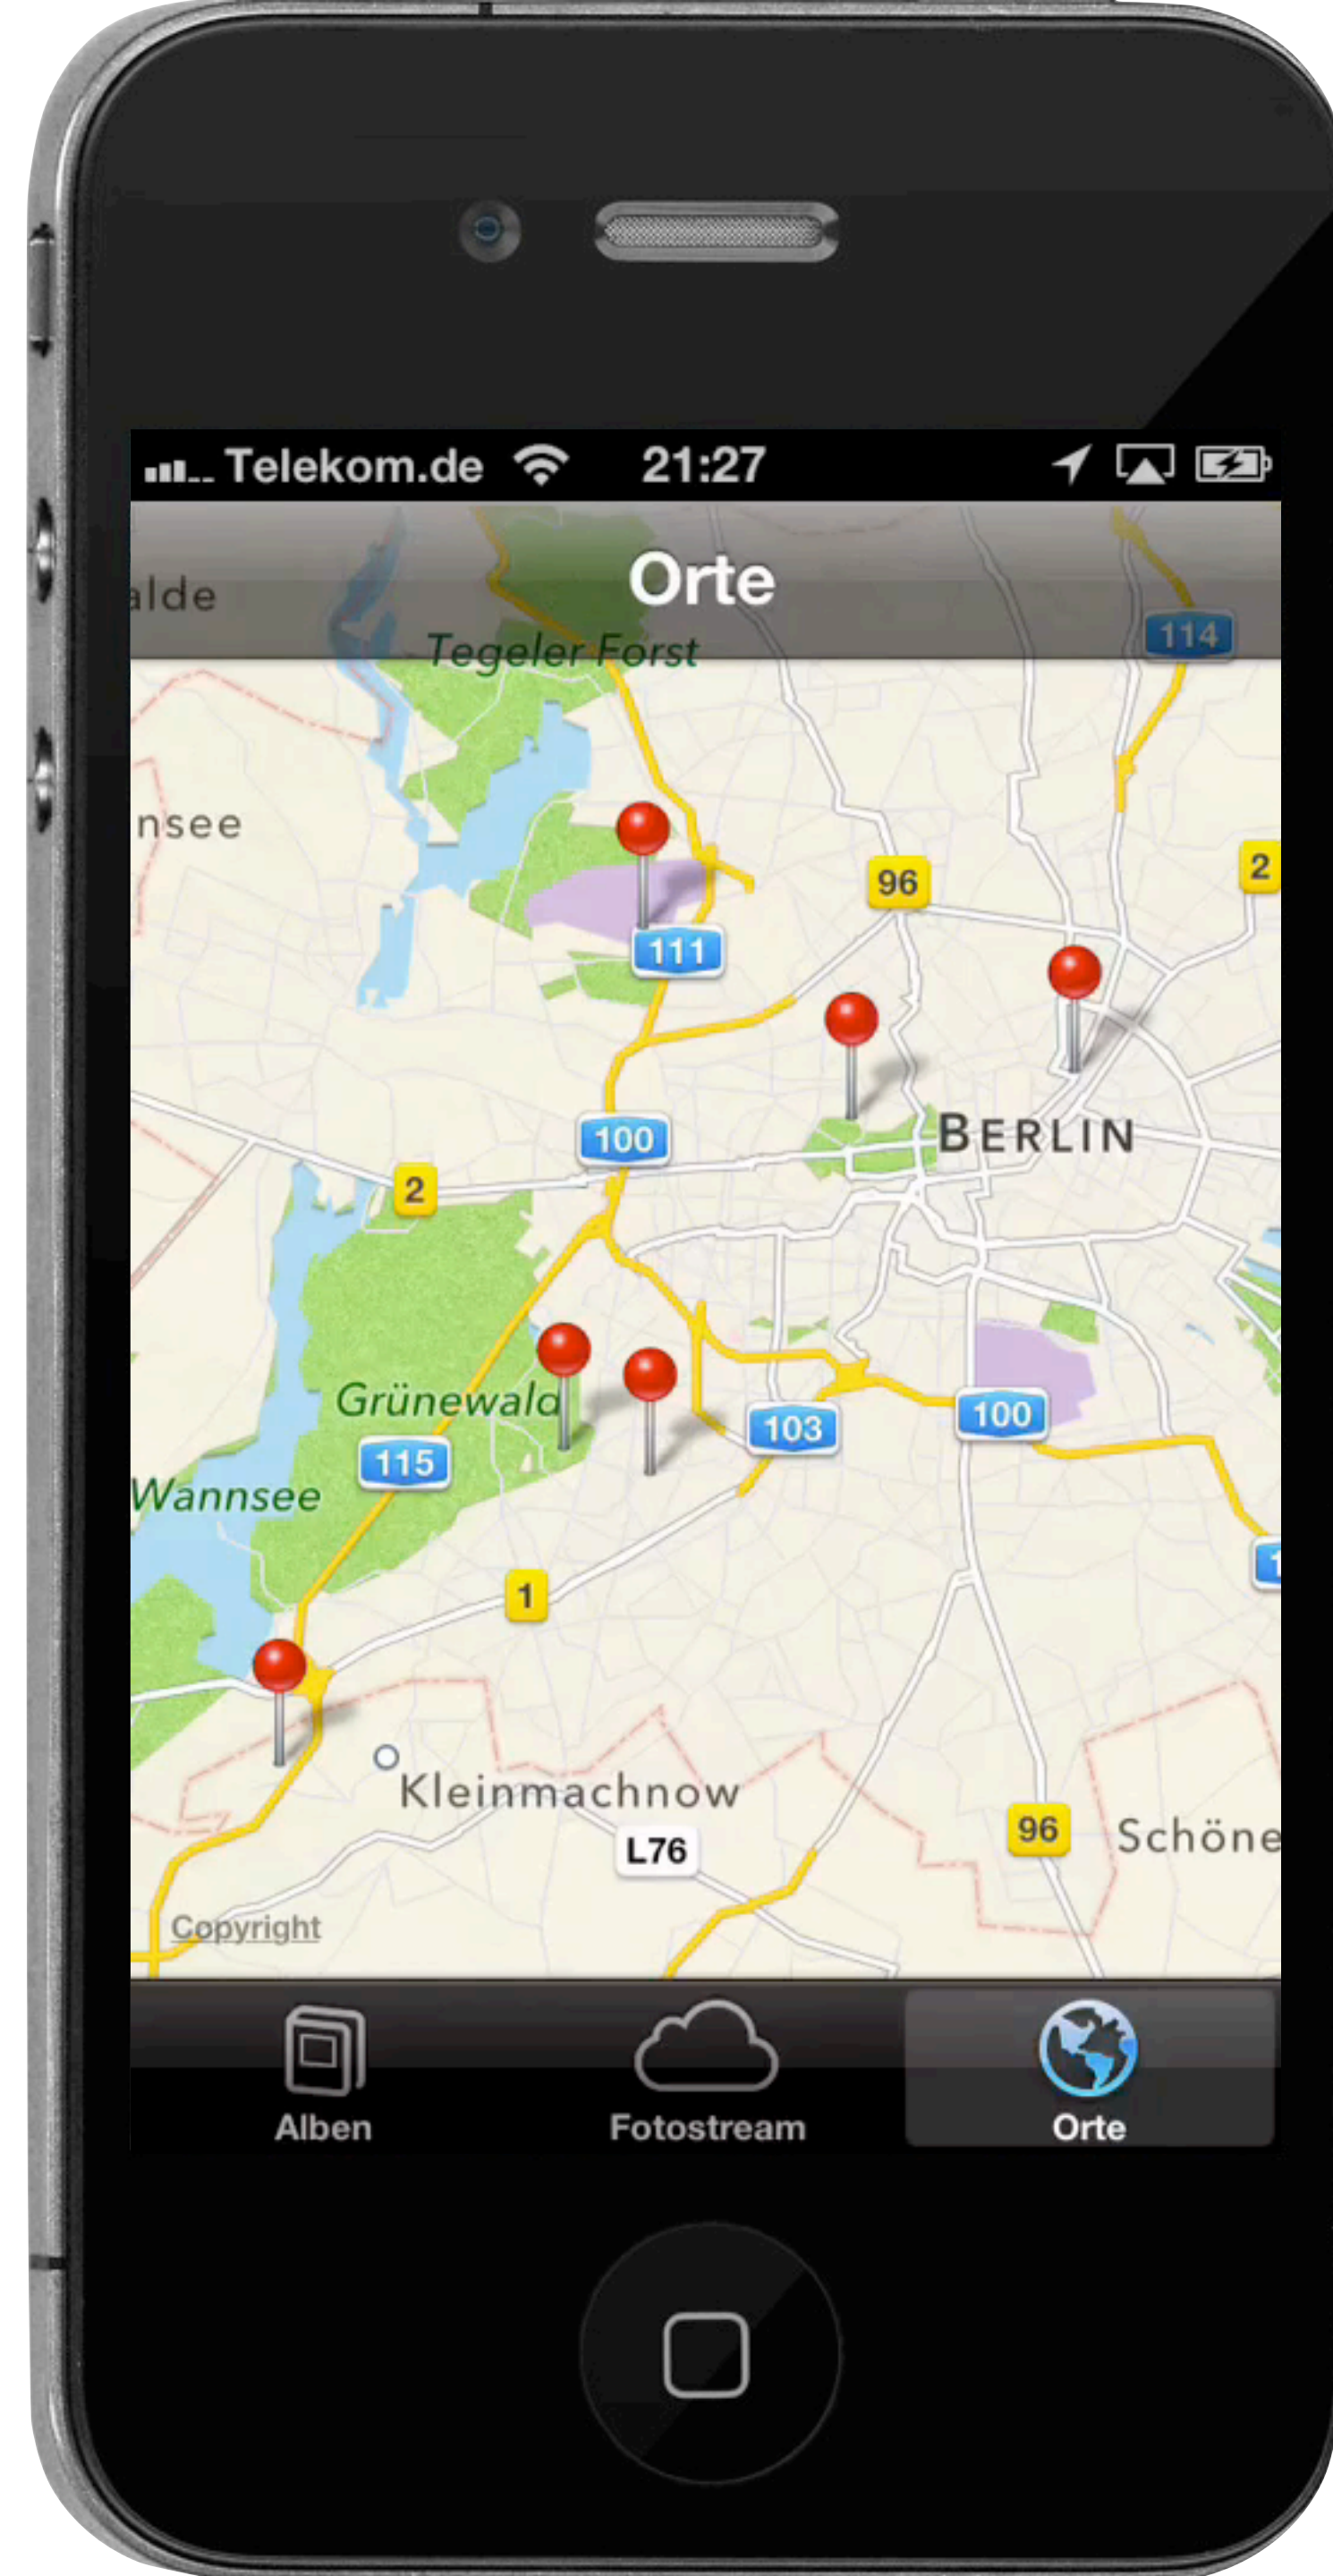 Telekom.de 21:27
Orte
alde
114
Tegeler Forst
nsee
2
96
111
BERLIN
100
2
Grünewald
100
103
115
Wannsee
1
1
Kleinmachnow
96
Schöne
L76
Copyright
Alben Fotostream Orte